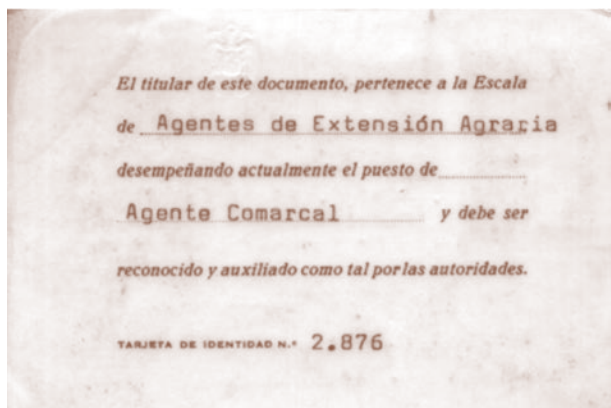 El titular de este documento, pertenece a la Escala
de Agentes de Extensión Agraria
desempeñando actualmente el puesto de
Agente Comarcal y debe ser
reconocido y auxiliado como tal por las autoridades.
TARJETA DE IDENTIDAD N.º 2.876